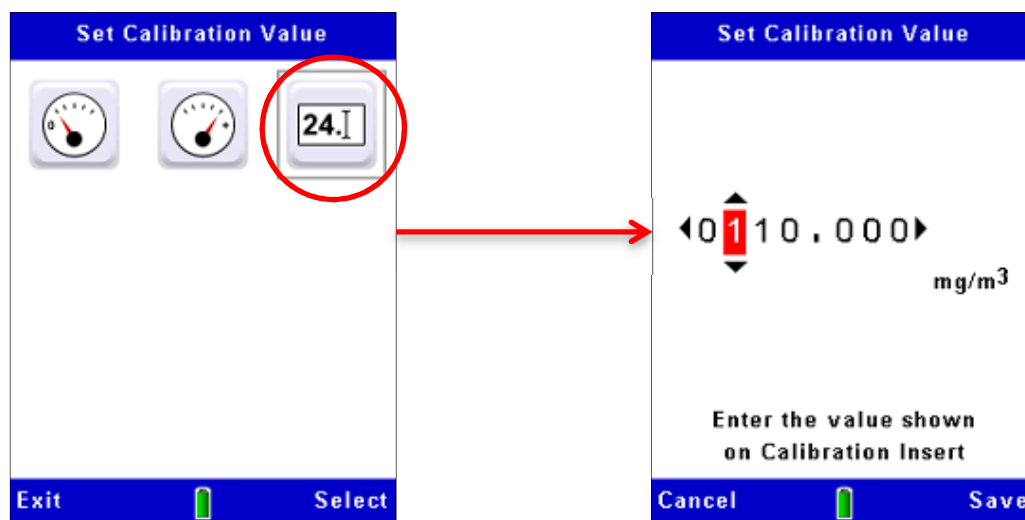 Set Calibration Value
0 + 24.
Exit Select
Set Calibration Value
0110.000
mg/m³
Enter the value shown
on Calibration Insert
Cancel Save